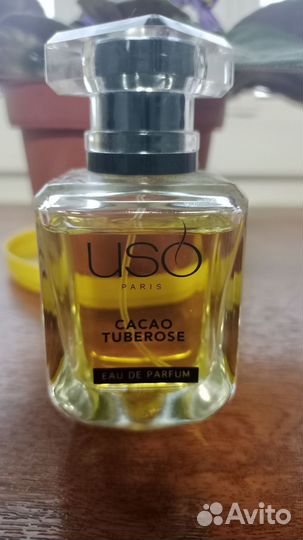 USO
PARIS
CACAO
TUBEROSE
EAU DE PARFUM
Avito